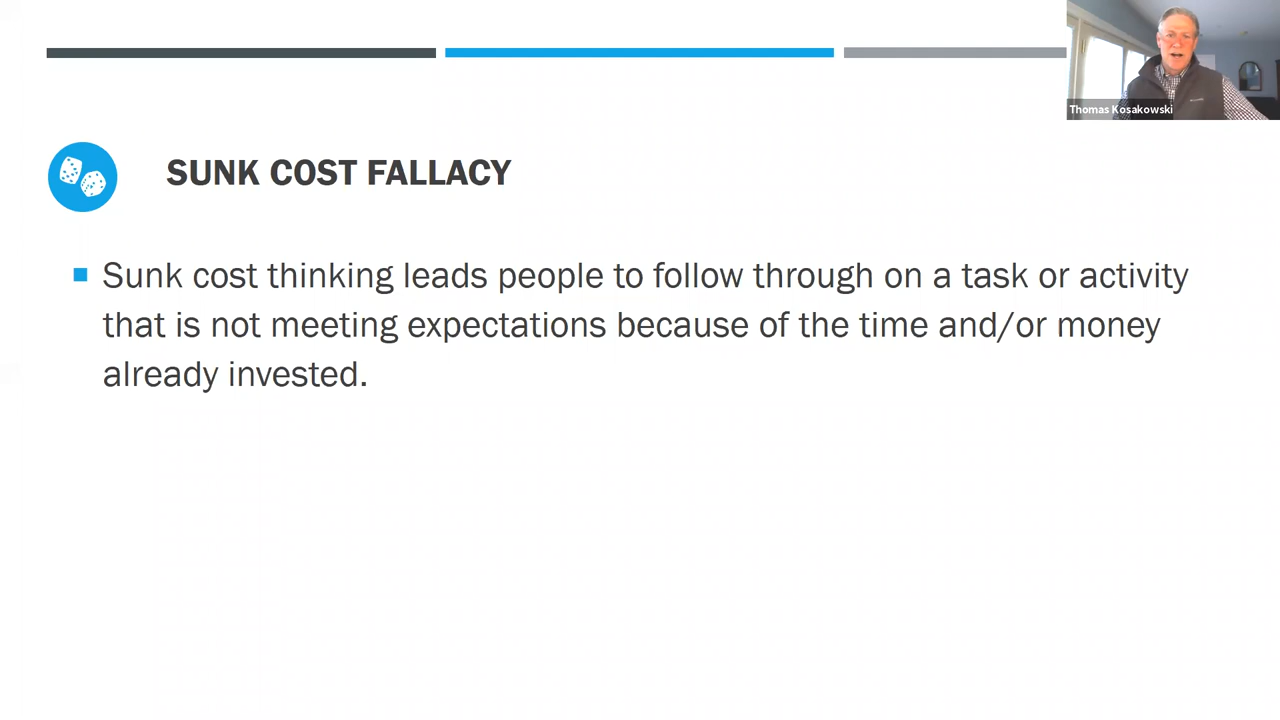 Thomas Kosakowski
SUNK COST FALLACY
Sunk cost thinking leads people to follow through on a task or activity
that is not meeting expectations because of the time and/or money
already invested.